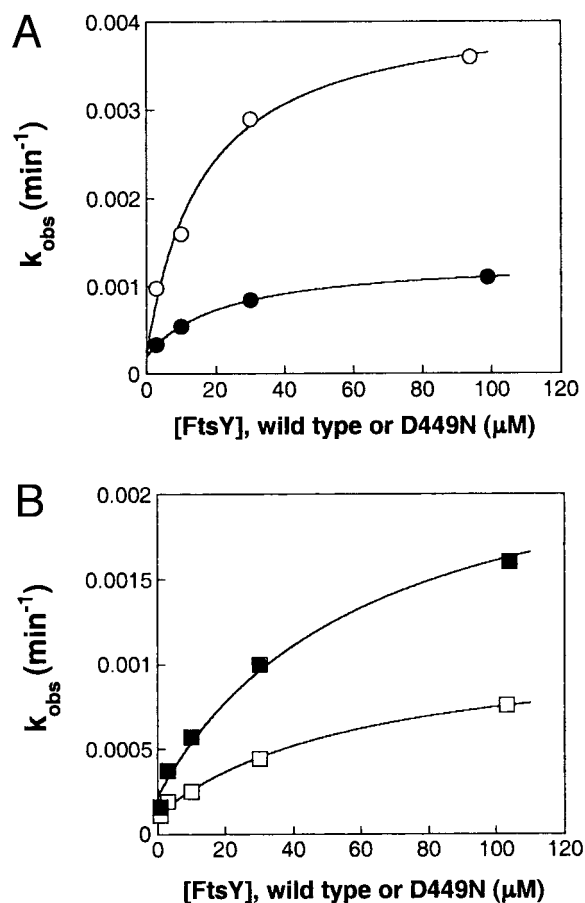 A
0.004
0.003
0.002
0.001
0
k_obs (min⁻¹)
0 20 40 60 80 100 120
[FtsY], wild type or D449N (μM)
B
0.002
0.0015
0.001
0.0005
0
k_obs (min⁻¹)
0 20 40 60 80 100 120
[FtsY], wild type or D449N (μM)